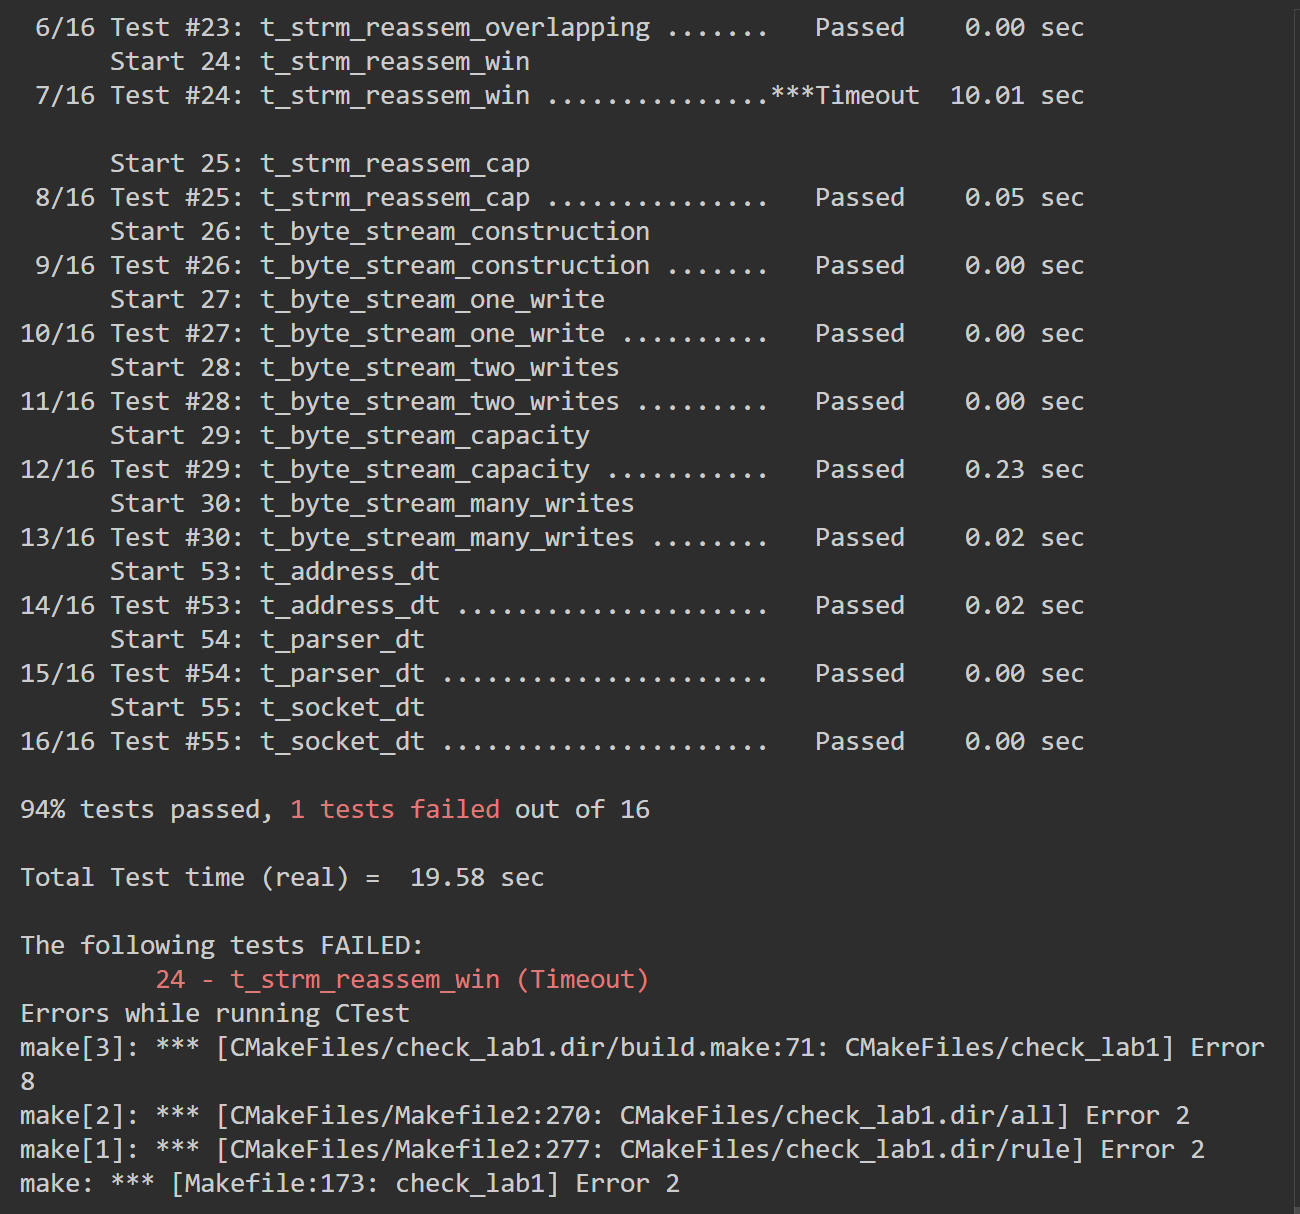 6/16 Test #23: t_strm_reassem_overlapping .......   Passed    0.00 sec
      Start 24: t_strm_reassem_win
 7/16 Test #24: t_strm_reassem_win ...............***Timeout  10.01 sec

      Start 25: t_strm_reassem_cap
 8/16 Test #25: t_strm_reassem_cap ...............   Passed    0.05 sec
      Start 26: t_byte_stream_construction
 9/16 Test #26: t_byte_stream_construction .......   Passed    0.00 sec
      Start 27: t_byte_stream_one_write
10/16 Test #27: t_byte_stream_one_write ..........   Passed    0.00 sec
      Start 28: t_byte_stream_two_writes
11/16 Test #28: t_byte_stream_two_writes .........   Passed    0.00 sec
      Start 29: t_byte_stream_capacity
12/16 Test #29: t_byte_stream_capacity ...........   Passed    0.23 sec
      Start 30: t_byte_stream_many_writes
13/16 Test #30: t_byte_stream_many_writes ........   Passed    0.02 sec
      Start 53: t_address_dt
14/16 Test #53: t_address_dt .....................   Passed    0.02 sec
      Start 54: t_parser_dt
15/16 Test #54: t_parser_dt ......................   Passed    0.00 sec
      Start 55: t_socket_dt
16/16 Test #55: t_socket_dt ......................   Passed    0.00 sec

94% tests passed, 1 tests failed out of 16

Total Test time (real) =  19.58 sec

The following tests FAILED:
         24 - t_strm_reassem_win (Timeout)
Errors while running CTest
make[3]: *** [CMakeFiles/check_lab1.dir/build.make:71: CMakeFiles/check_lab1] Error
8
make[2]: *** [CMakeFiles/Makefile2:270: CMakeFiles/check_lab1.dir/all] Error 2
make[1]: *** [CMakeFiles/Makefile2:277: CMakeFiles/check_lab1.dir/rule] Error 2
make: *** [Makefile:173: check_lab1] Error 2